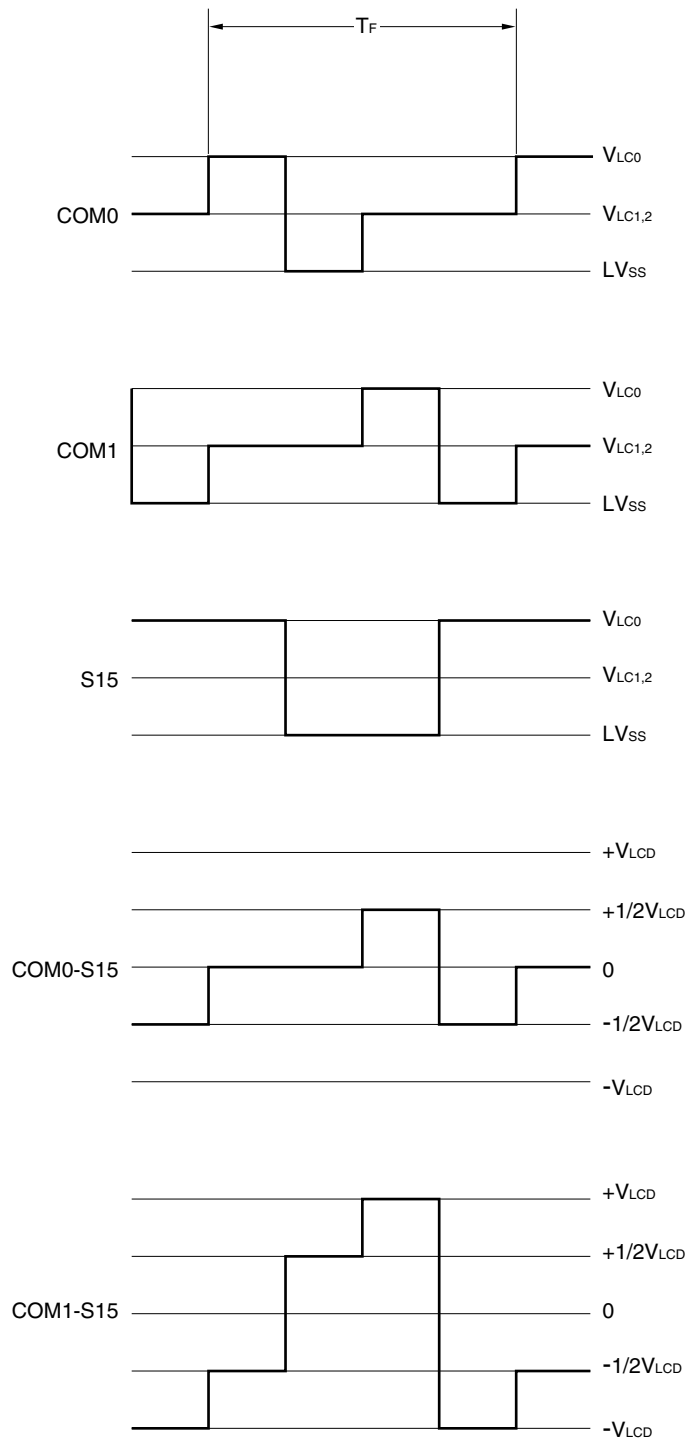 TF
VLC0
COM0
VLC1,2
LVSS
VLC0
COM1
VLC1,2
LVSS
VLC0
S15
VLC1,2
LVSS
+VLCD
+1/2VLCD
COM0-S15
0
-1/2VLCD
-VLCD
+VLCD
+1/2VLCD
COM1-S15
0
-1/2VLCD
-VLCD